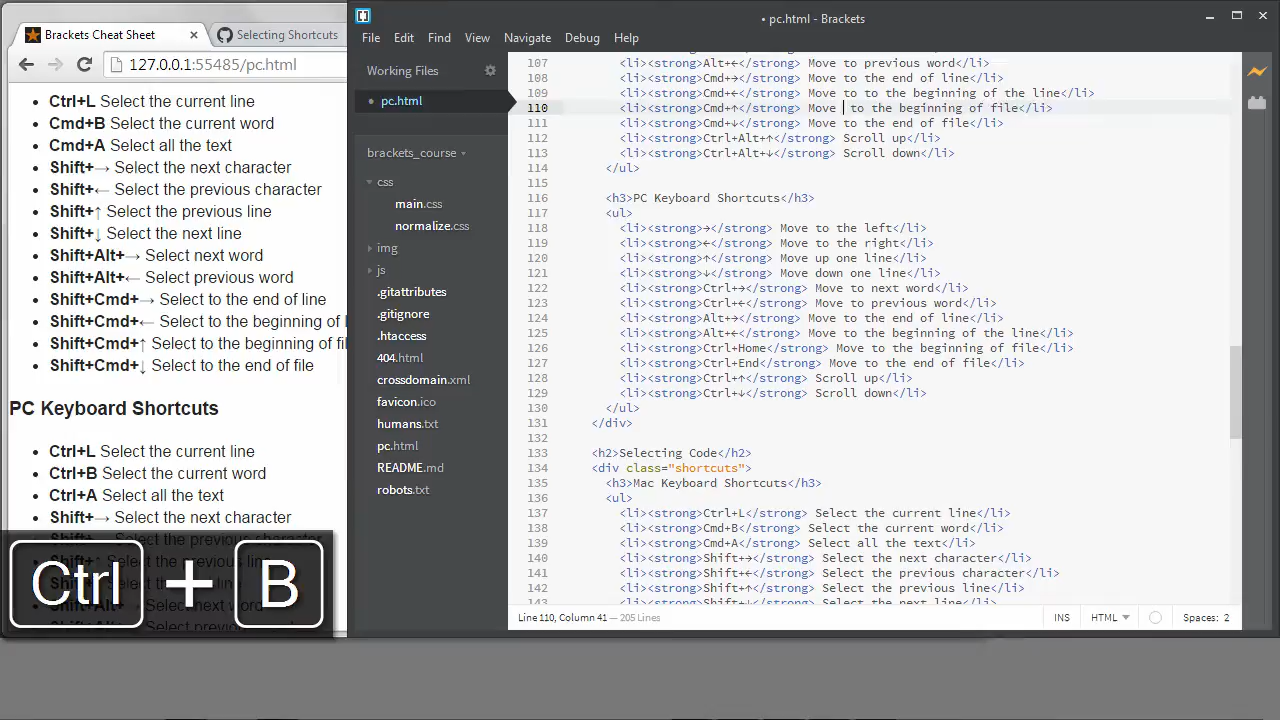 Brackets Cheat Sheet
Selecting Shortcuts
127.0.0.1:55485/pc.html
Ctrl+L Select the current line
Cmd+B Select the current word
Cmd+A Select all the text
Shift+→ Select the next character
Shift+← Select the previous character
Shift+↑ Select the previous line
Shift+↓ Select the next line
Shift+Alt+→ Select next word
Shift+Alt+← Select previous word
Shift+Cmd+→ Select to the end of line
Shift+Cmd+← Select to the beginning of
Shift+Cmd+↑ Select to the beginning of fi
Shift+Cmd+↓ Select to the end of file
PC Keyboard Shortcuts
Ctrl+L Select the current line
Ctrl+B Select the current word
Ctrl+A Select all the text
Shift+→ Select the next character
Ctrl + B
• pc.html - Brackets
File Edit Find View Navigate Debug Help
Working Files
pc.html
brackets_course
css
main.css
normalize.css
img
js
.gitattributes
.gitignore
.htaccess
404.html
crossdomain.xml
favicon.ico
humans.txt
pc.html
README.md
robots.txt
107 <li><strong>Alt+←</strong> Move to previous word</li>
108 <li><strong>Cmd+→</strong> Move to the end of line</li>
109 <li><strong>Cmd+←</strong> Move to to the beginning of the line</li>
110 <li><strong>Cmd+↑</strong> Move  to the beginning of file</li>
111 <li><strong>Cmd+↓</strong> Move to the end of file</li>
112 <li><strong>Ctrl+Alt+↑</strong> Scroll up</li>
113 <li><strong>Ctrl+Alt+↓</strong> Scroll down</li>
114 </ul>
115
116 <h3>PC Keyboard Shortcuts</h3>
117 <ul>
118 <li><strong>→</strong> Move to the left</li>
119 <li><strong>←</strong> Move to the right</li>
120 <li><strong>↑</strong> Move up one line</li>
121 <li><strong>↓</strong> Move down one line</li>
122 <li><strong>Ctrl+→</strong> Move to next word</li>
123 <li><strong>Ctrl+←</strong> Move to previous word</li>
124 <li><strong>Alt+→</strong> Move to the end of line</li>
125 <li><strong>Alt+←</strong> Move to the beginning of the line</li>
126 <li><strong>Ctrl+Home</strong> Move to the beginning of file</li>
127 <li><strong>Ctrl+End</strong> Move to the end of file</li>
128 <li><strong>Ctrl+↑</strong> Scroll up</li>
129 <li><strong>Ctrl+↓</strong> Scroll down</li>
130 </ul>
131 </div>
132
133 <h2>Selecting Code</h2>
134 <div class="shortcuts">
135 <h3>Mac Keyboard Shortcuts</h3>
136 <ul>
137 <li><strong>Ctrl+L</strong> Select the current line</li>
138 <li><strong>Cmd+B</strong> Select the current word</li>
139 <li><strong>Cmd+A</strong> Select all the text</li>
140 <li><strong>Shift+→</strong> Select the next character</li>
141 <li><strong>Shift+←</strong> Select the previous character</li>
142 <li><strong>Shift+↑</strong> Select the previous line</li>
143 <li><strong>Shift+↓</strong> Select the next line</li>
Line 110, Column 41 — 205 Lines
INS HTML Spaces: 2